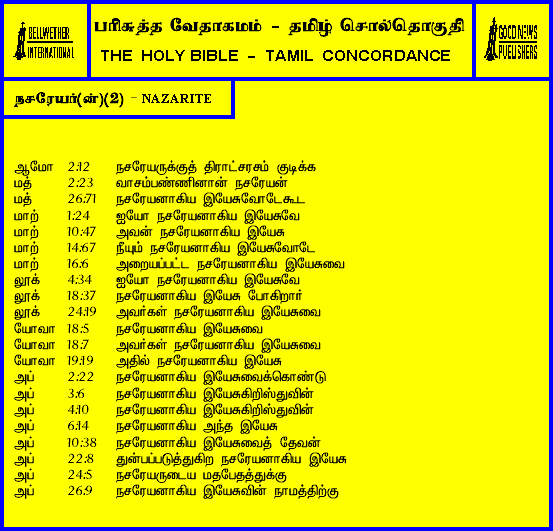 BELLWETHER INTERNATIONAL
பரிசுத்த வேதாகமம் - தமிழ் சொல்தொகுதி
THE HOLY BIBLE - TAMIL CONCORDANCE
GOOD NEWS PUBLISHERS
நசரேயர்(ன்)(2) - NAZARITE
ஆமோ 2:12 நசரேயருக்குத் திராட்சரசம் குடிக்க
மத் 2:23 வாசம்பண்ணினான் நசரேயன்
மத் 26:71 நசரேயனாகிய இயேசுவோடேகூட
மாற் 1:24 ஐயோ நசரேயனாகிய இயேசுவே
மாற் 10:47 அவன் நசரேயனாகிய இயேசு
மாற் 14:67 நீயும் நசரேயனாகிய இயேசுவோடே
மாற் 16:6 அறையப்பட்ட நசரேயனாகிய இயேசுவை
லூக் 4:34 ஐயோ நசரேயனாகிய இயேசுவே
லூக் 18:37 நசரேயனாகிய இயேசு போகிறார்
லூக் 24:19 அவர்கள் நசரேயனாகிய இயேசுவை
யோவா 18:5 நசரேயனாகிய இயேசுவை
யோவா 18:7 அவர்கள் நசரேயனாகிய இயேசுவை
யோவா 19:19 அதில் நசரேயனாகிய இயேசு
அப் 2:22 நசரேயனாகிய இயேசுவைக்கொண்டு
அப் 3:6 நசரேயனாகிய இயேசுகிறிஸ்துவின்
அப் 4:10 நசரேயனாகிய இயேசுகிறிஸ்துவின்
அப் 6:14 நசரேயனாகிய அந்த இயேசு
அப் 10:38 நசரேயனாகிய இயேசுவைத் தேவன்
அப் 22:8 துன்பப்படுத்துகிற நசரேயனாகிய இயேசு
அப் 24:5 நசரேயருடைய மதபேதத்துக்கு
அப் 26:9 நசரேயனாகிய இயேசுவின் நாமத்திற்கு